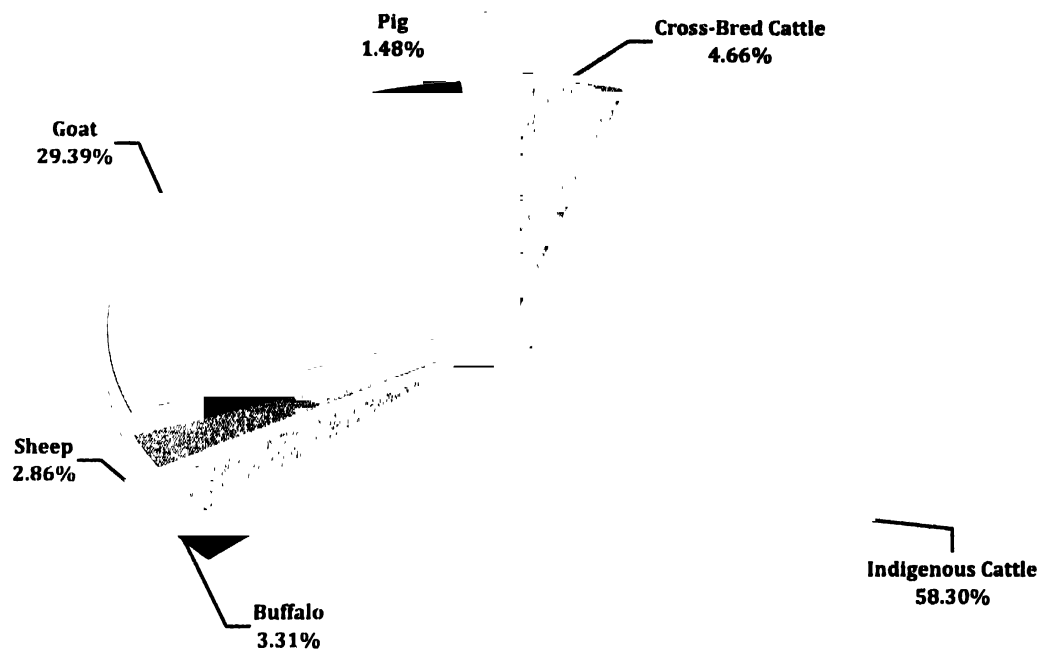 Pig
1.48%
Cross-Bred Cattle
4.66%
Goat
29.39%
Sheep
2.86%
Indigenous Cattle
58.30%
Buffalo
3.31%